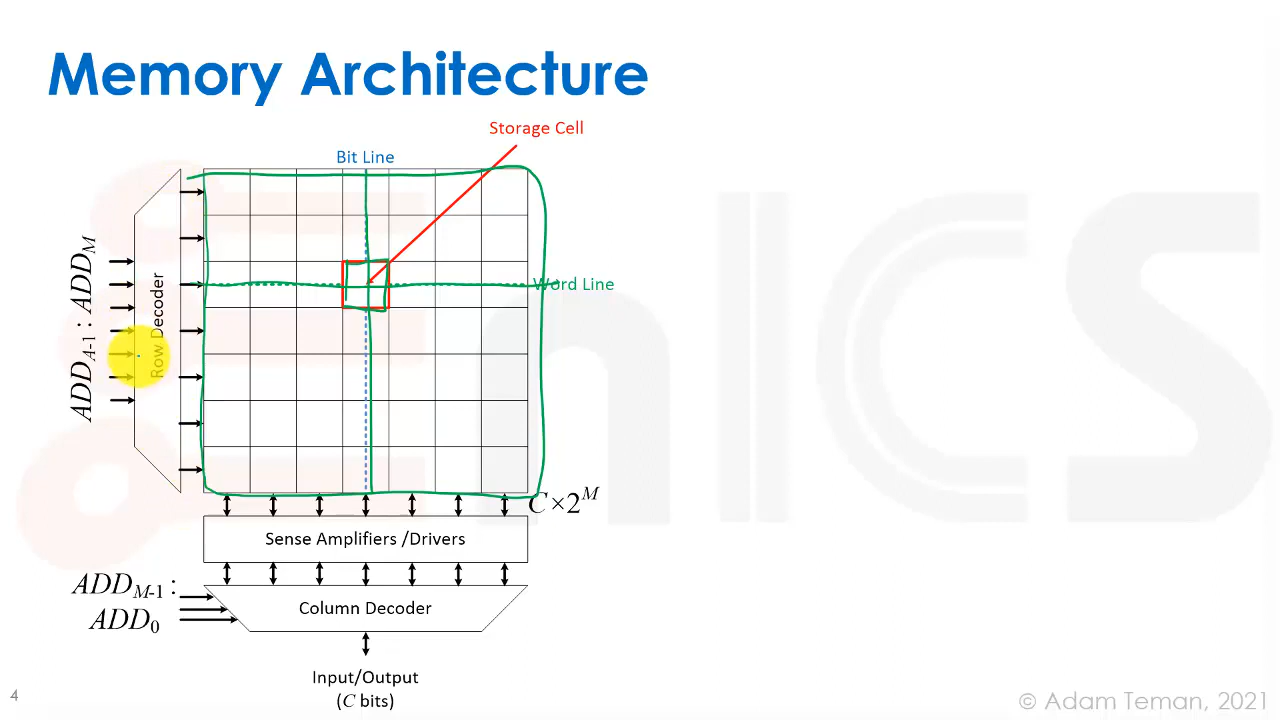 Memory Architecture
Storage Cell
Bit Line
Word Line
ADD_{A-1} : ADD_M
Row Decoder
C×2^M
Sense Amplifiers /Drivers
ADD_{M-1} :
ADD_0
Column Decoder
Input/Output
(C bits)
4
© Adam Teman, 2021
EnICS